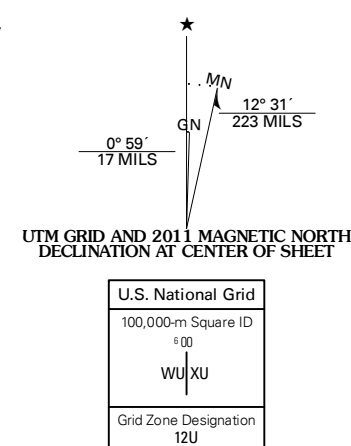 ★
MN
GN
0° 59´
17 MILS
12° 31´
223 MILS
UTM GRID AND 2011 MAGNETIC NORTH
DECLINATION AT CENTER OF SHEET
U.S. National Grid
100,000-m Square ID
6 00
WU XU
Grid Zone Designation
12U